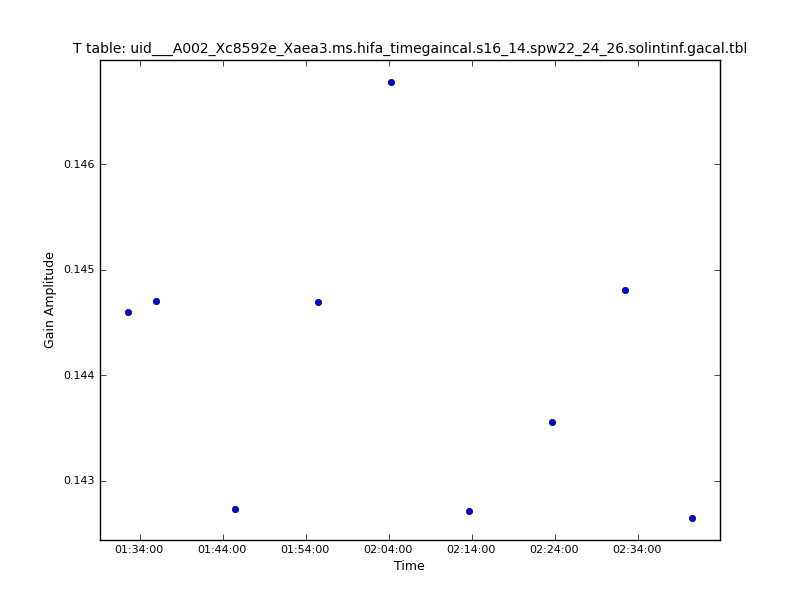 T table: uid___A002_Xc8592e_Xaea3.ms.hifa_timegaincal.s16_14.spw22_24_26.solintinf.gacal.tbl
0.146
0.145
0.144
0.143
Gain Amplitude
01:34:00 01:44:00 01:54:00 02:04:00 02:14:00 02:24:00 02:34:00
Time